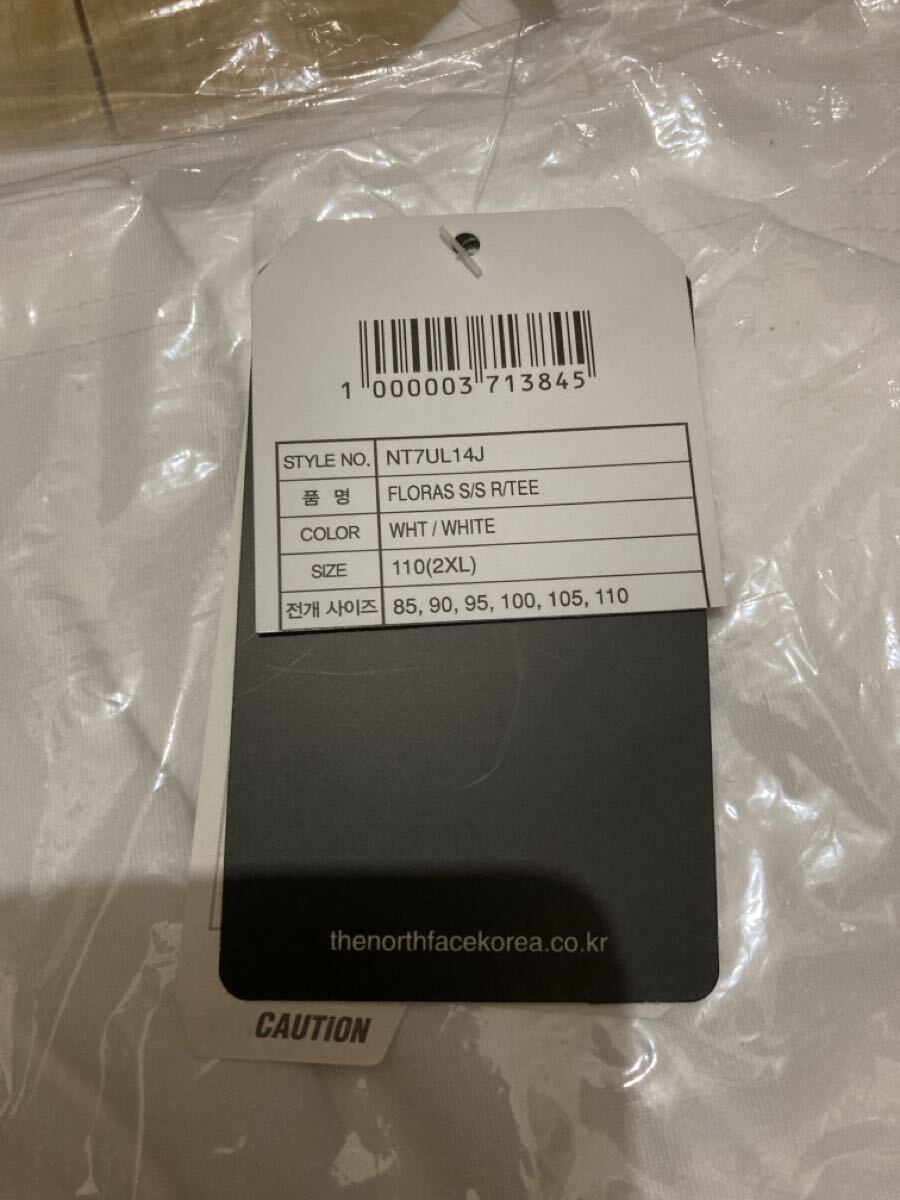 1 000003 713845
STYLE NO. NT7UL14J
품 명 FLORAS S/S R/TEE
COLOR WHT / WHITE
SIZE 110(2XL)
전개 사이즈 85, 90, 95, 100, 105, 110
thenorthfacekorea.co.kr
CAUTION